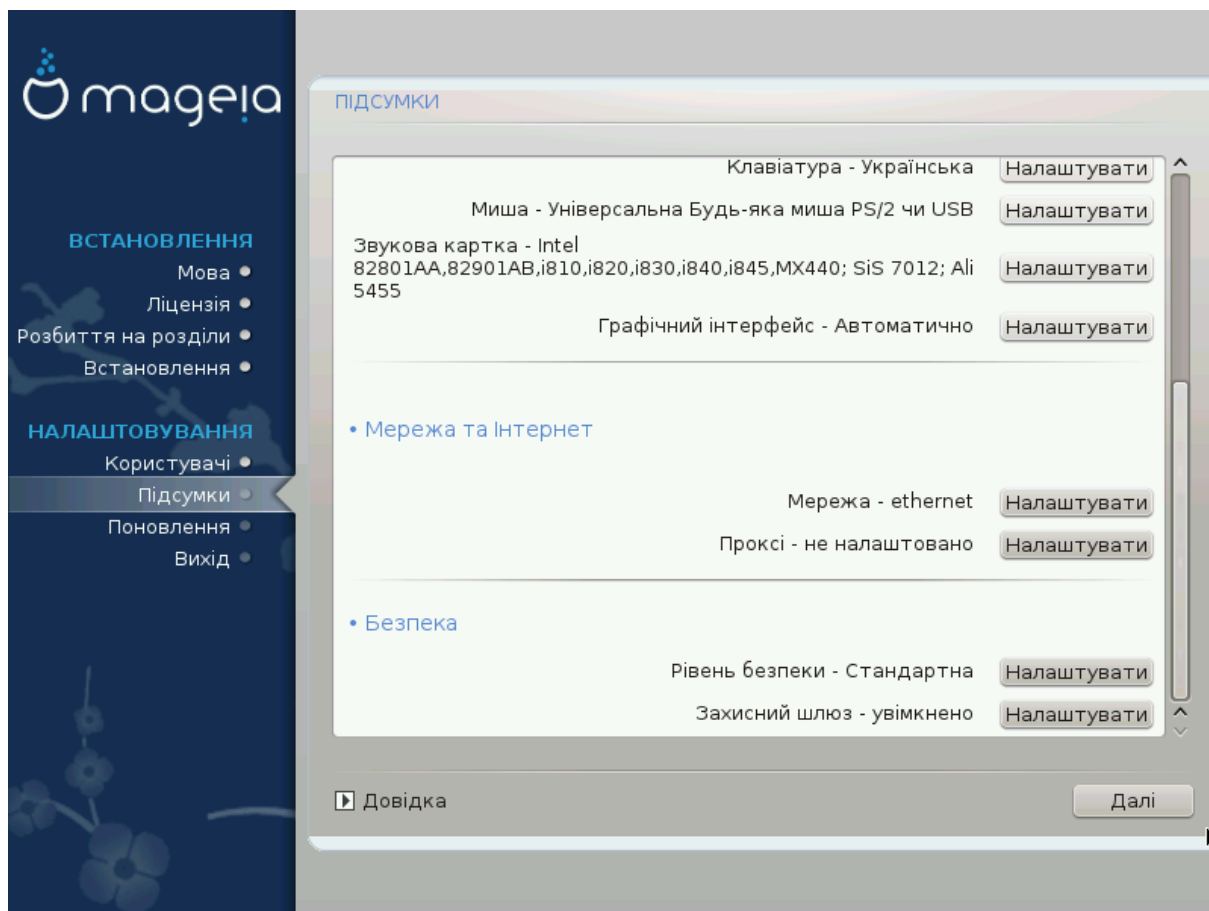 mageia
ВСТАНОВЛЕННЯ
Мова
Ліцензія
Розбиття на розділи
Встановлення
НАЛАШТОВУВАННЯ
Користувачі
Підсумки
Поновлення
Вихід
ПІДСУМКИ
Клавіатура - Українська Налаштувати
Миша - Універсальна Будь-яка миша PS/2 чи USB Налаштувати
Звукова картка - Intel
82801AA,82901AB,i810,i820,i830,i840,i845,MX440; SiS 7012; Ali Налаштувати
5455
Графічний інтерфейс - Автоматично Налаштувати
• Мережа та Інтернет
Мережа - ethernet Налаштувати
Проксі - не налаштовано Налаштувати
• Безпека
Рівень безпеки - Стандартна Налаштувати
Захисний шлюз - увімкнено Налаштувати
Довідка
Далі